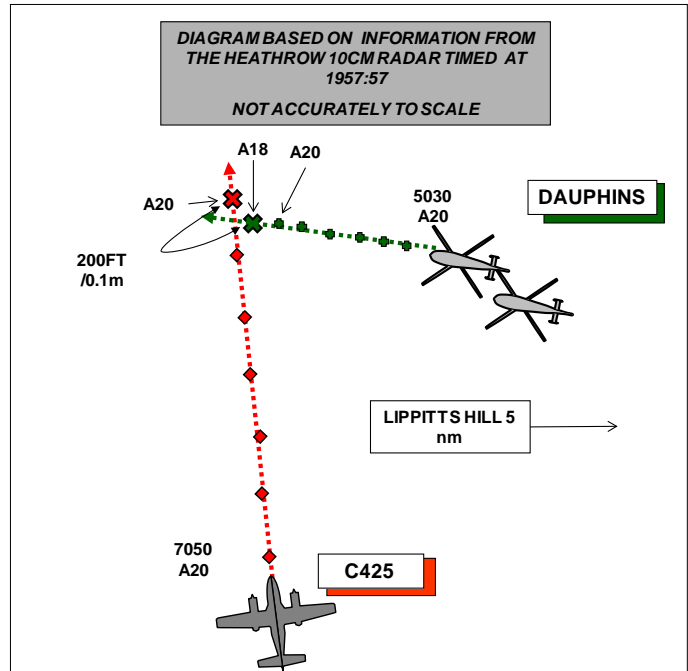 DIAGRAM BASED ON INFORMATION FROM
THE HEATHROW 10CM RADAR TIMED AT
1957:57
NOT ACCURATELY TO SCALE
A18
A20
A20
5030
A20
DAUPHINS
200FT
/0.1m
LIPPITTS HILL 5
nm
7050
A20
C425